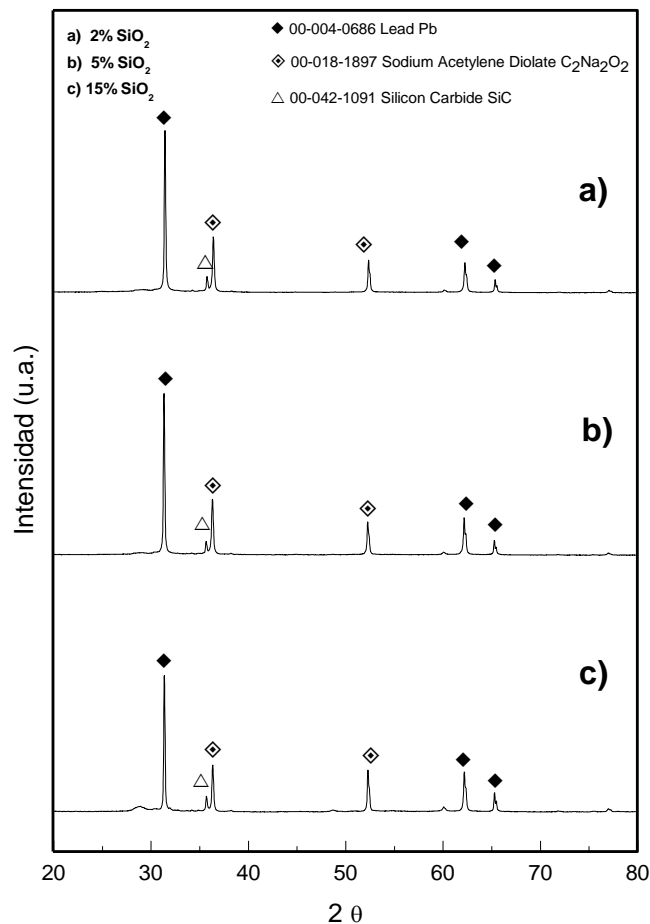 a) 2% SiO₂
b) 5% SiO₂
c) 15% SiO₂
◆ 00-004-0686 Lead Pb
00-018-1897 Sodium Acetylene Diolate C₂Na₂O₂
△ 00-042-1091 Silicon Carbide SiC
a)
b)
c)
Intensidad (u.a.)
20 30 40 50 60 70 80
2 θ